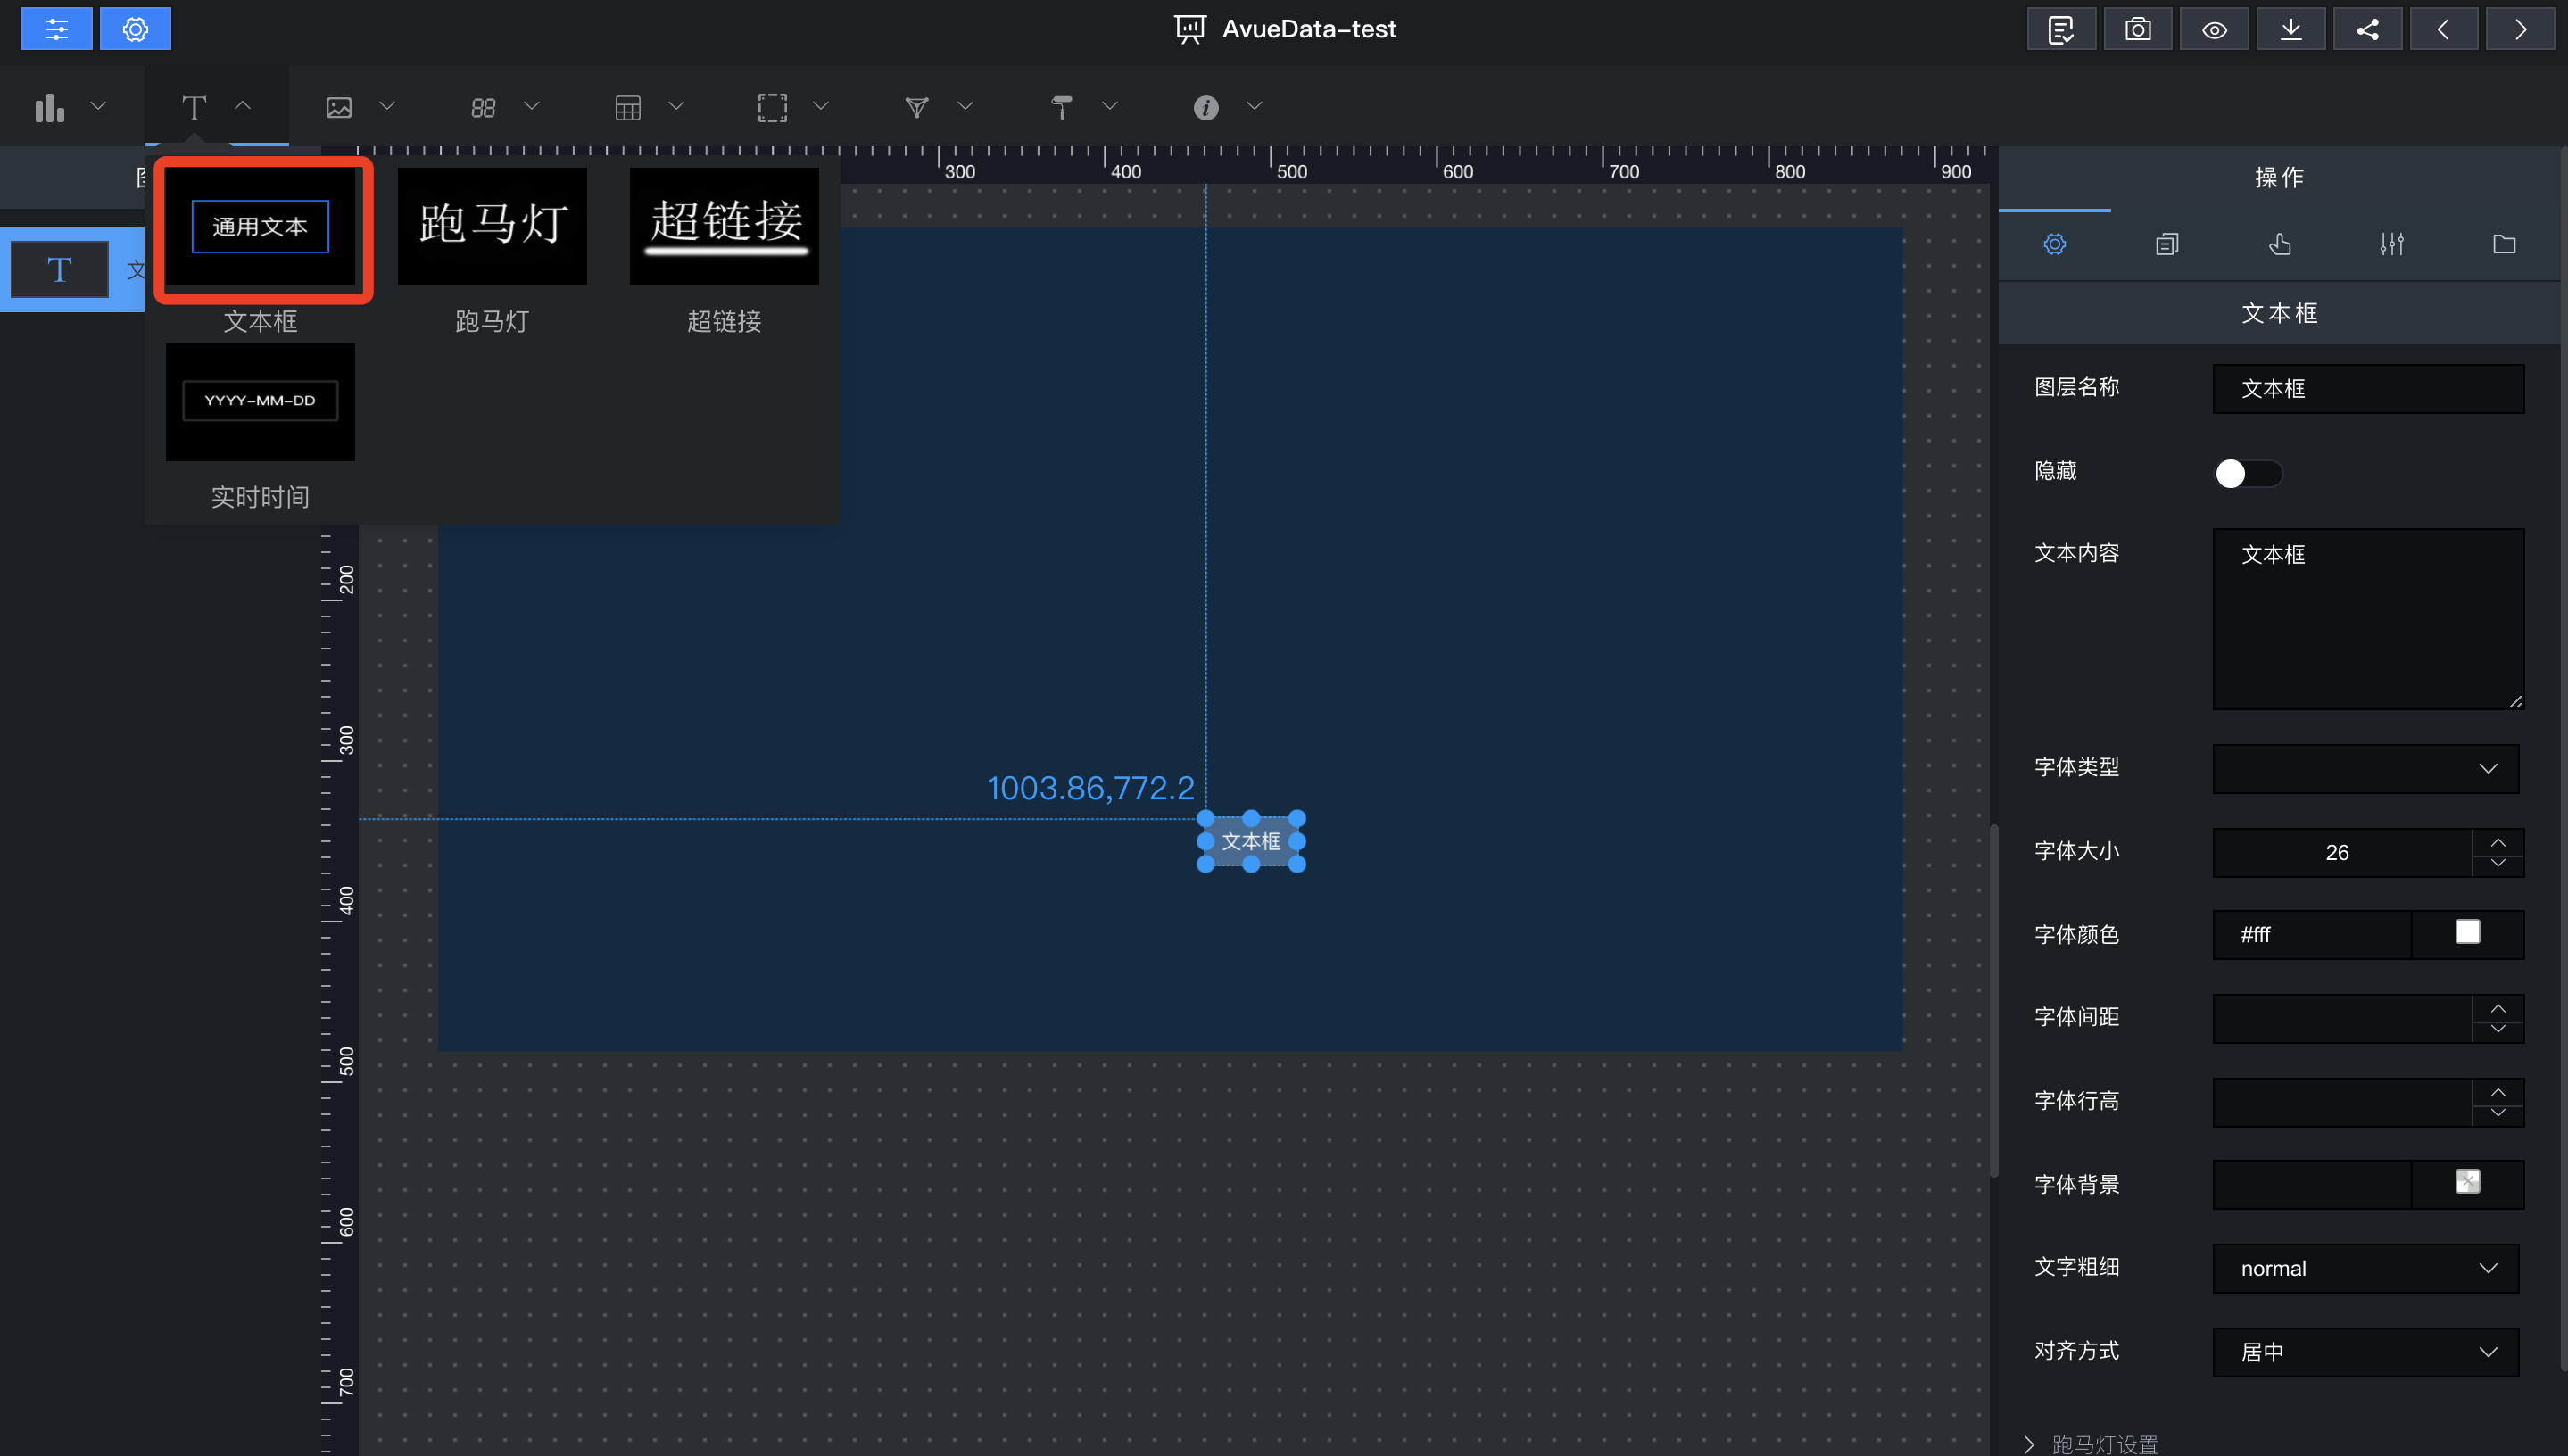 AvueData-test
T
300 400 500 600 700 800 900
操作
通用文本
跑马灯
超链接
T
文本框
跑马灯
超链接
文本框
YYYY-MM-DD
图层名称
文本框
隐藏
实时时间
文本内容
文本框
200
300
字体类型
1003.86,772.2
文本框
字体大小
26
400
字体颜色
#fff
字体间距
500
字体行高
字体背景
600
文字粗细
normal
对齐方式
居中
700
跑马灯设置